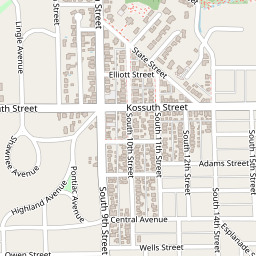 Street
Lingle Avenue
State Street
Elliott Street
Street
Kossuth Street
South 10th Street
South 11th Street
South 12th Street
South 15th
Shawnee Avenue
Adams Street
Pontiac Avenue
Highland Avenue
South 9th Street
South 14th Street
Central Avenue
Esplanade
Wells Street
Owen Street